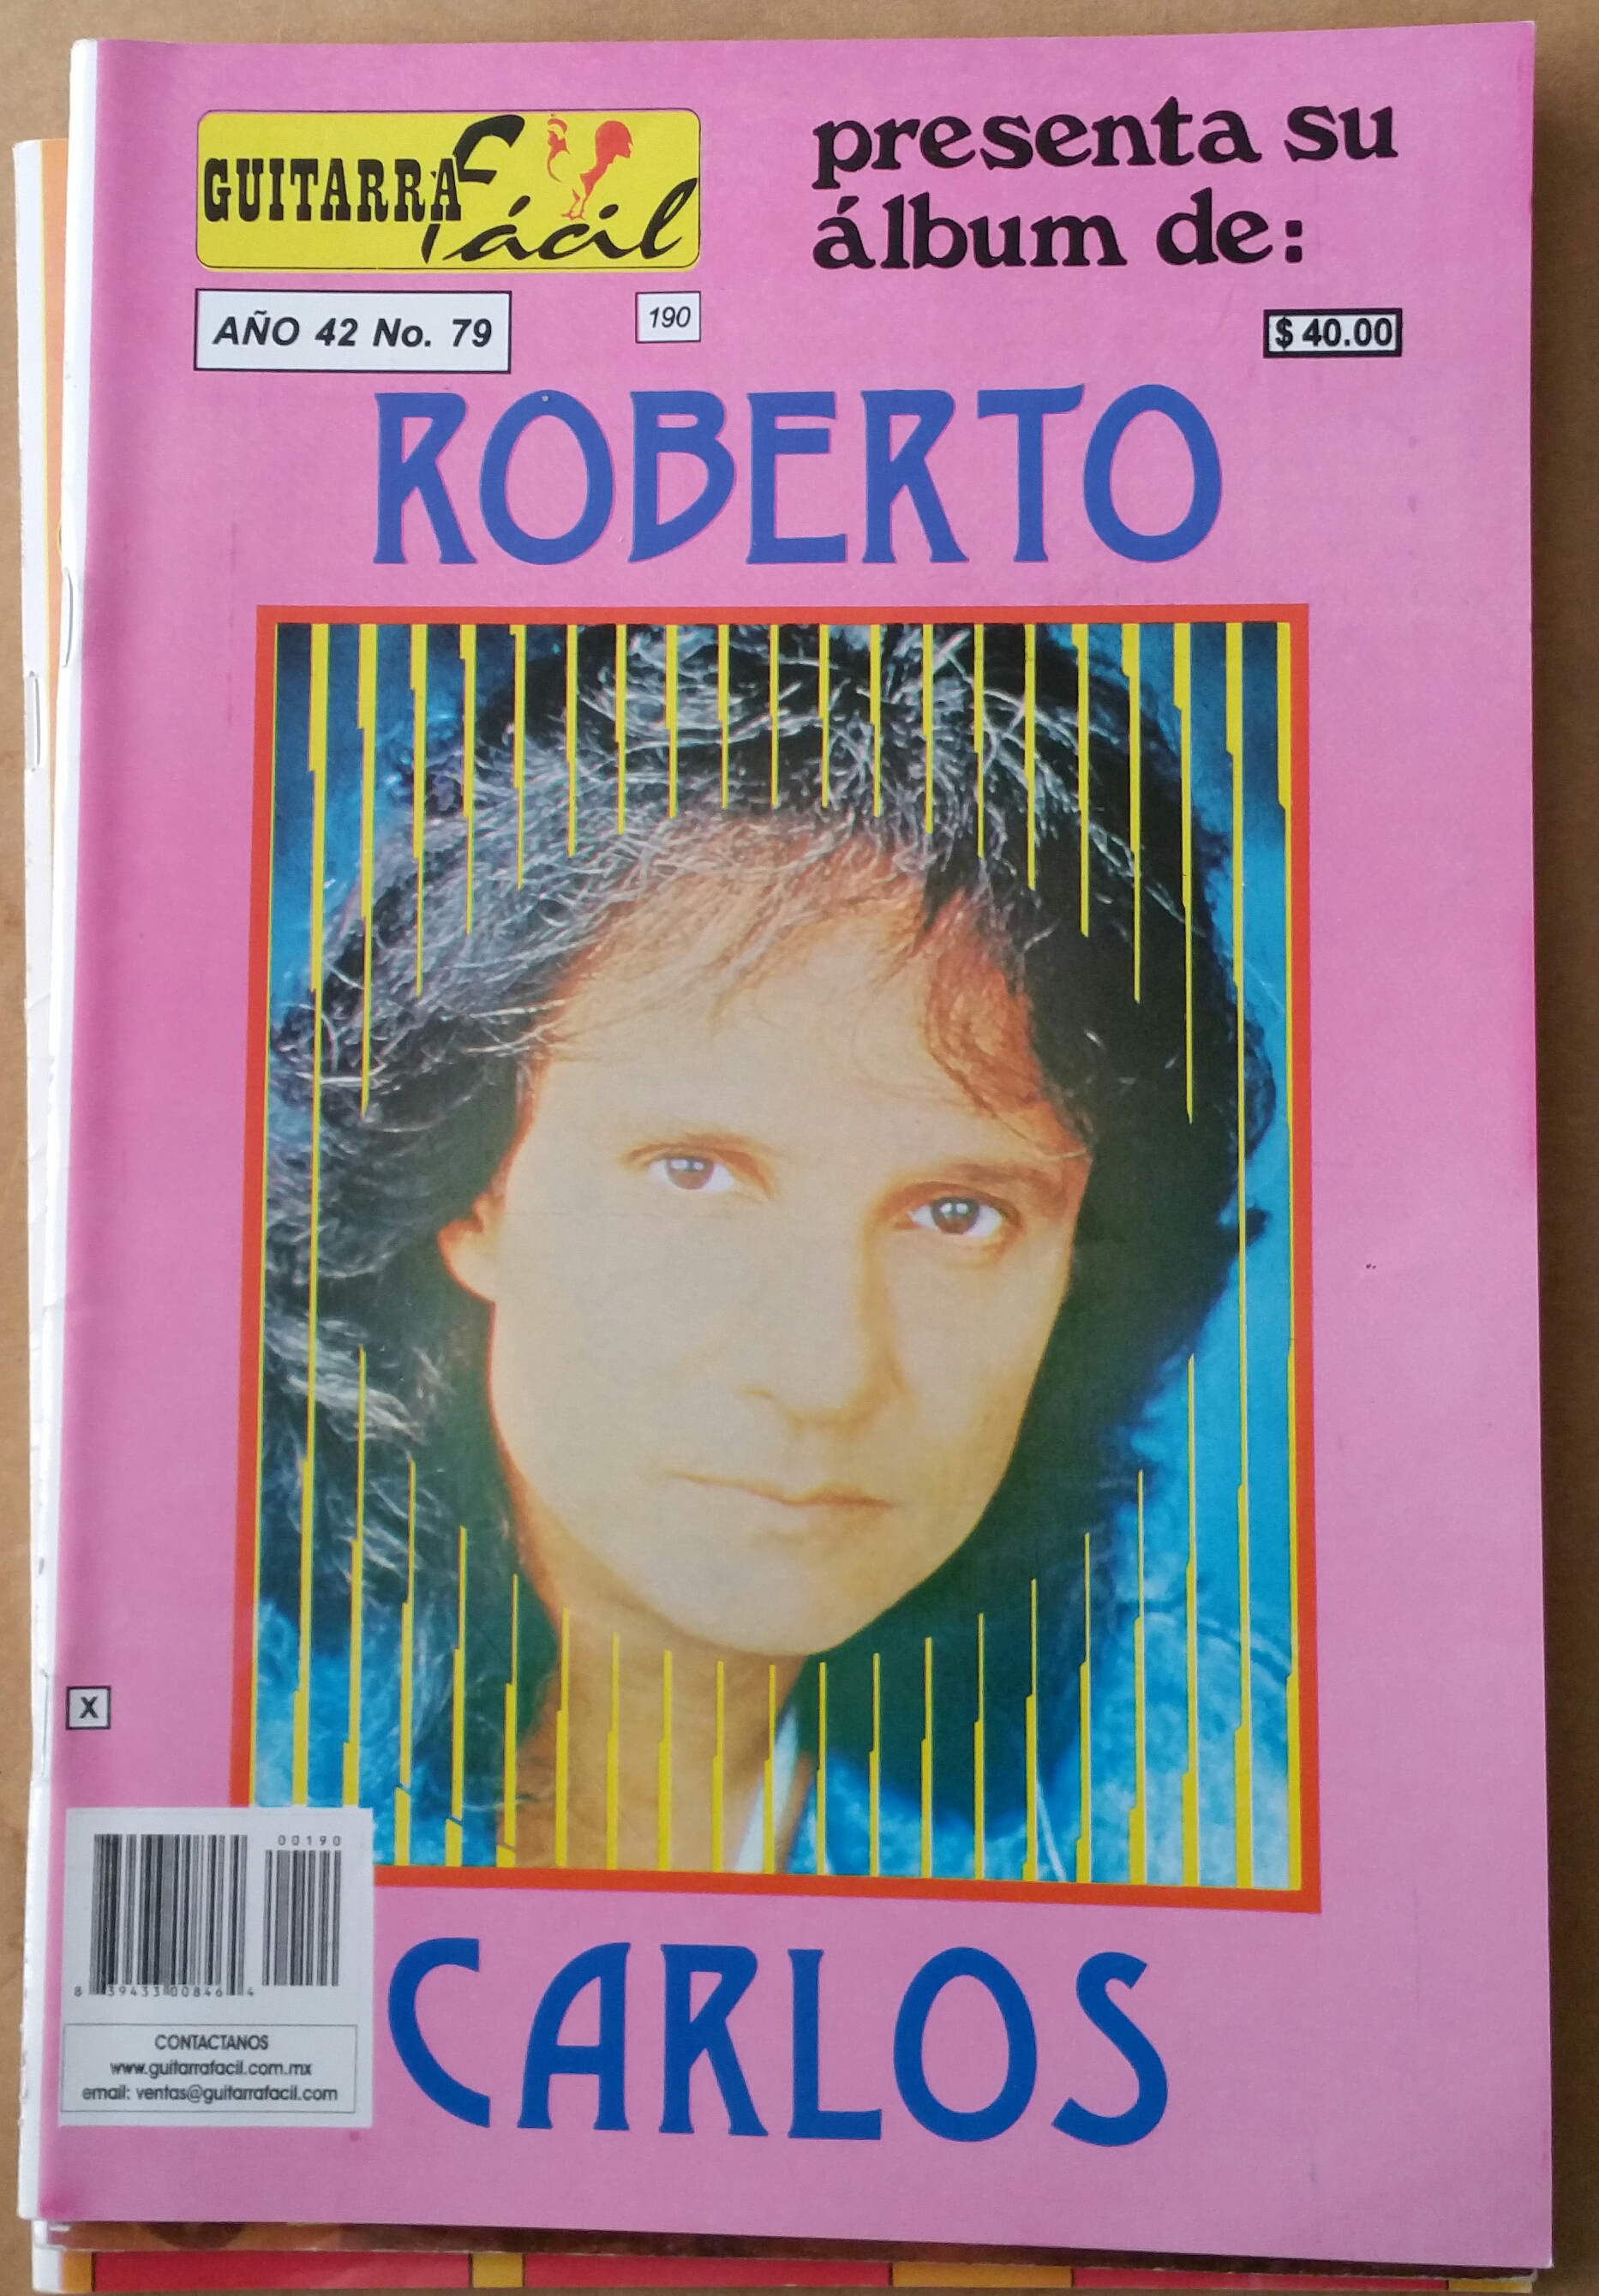 GUITARRA fácil
presenta su
álbum de:
AÑO 42 No. 79
190
$ 40.00
ROBERTO
X
00190
8 39433 00846 4
CONTACTANOS
www.guitarrafacil.com.mx
email: ventas@guitarrafacil.com
CARLOS